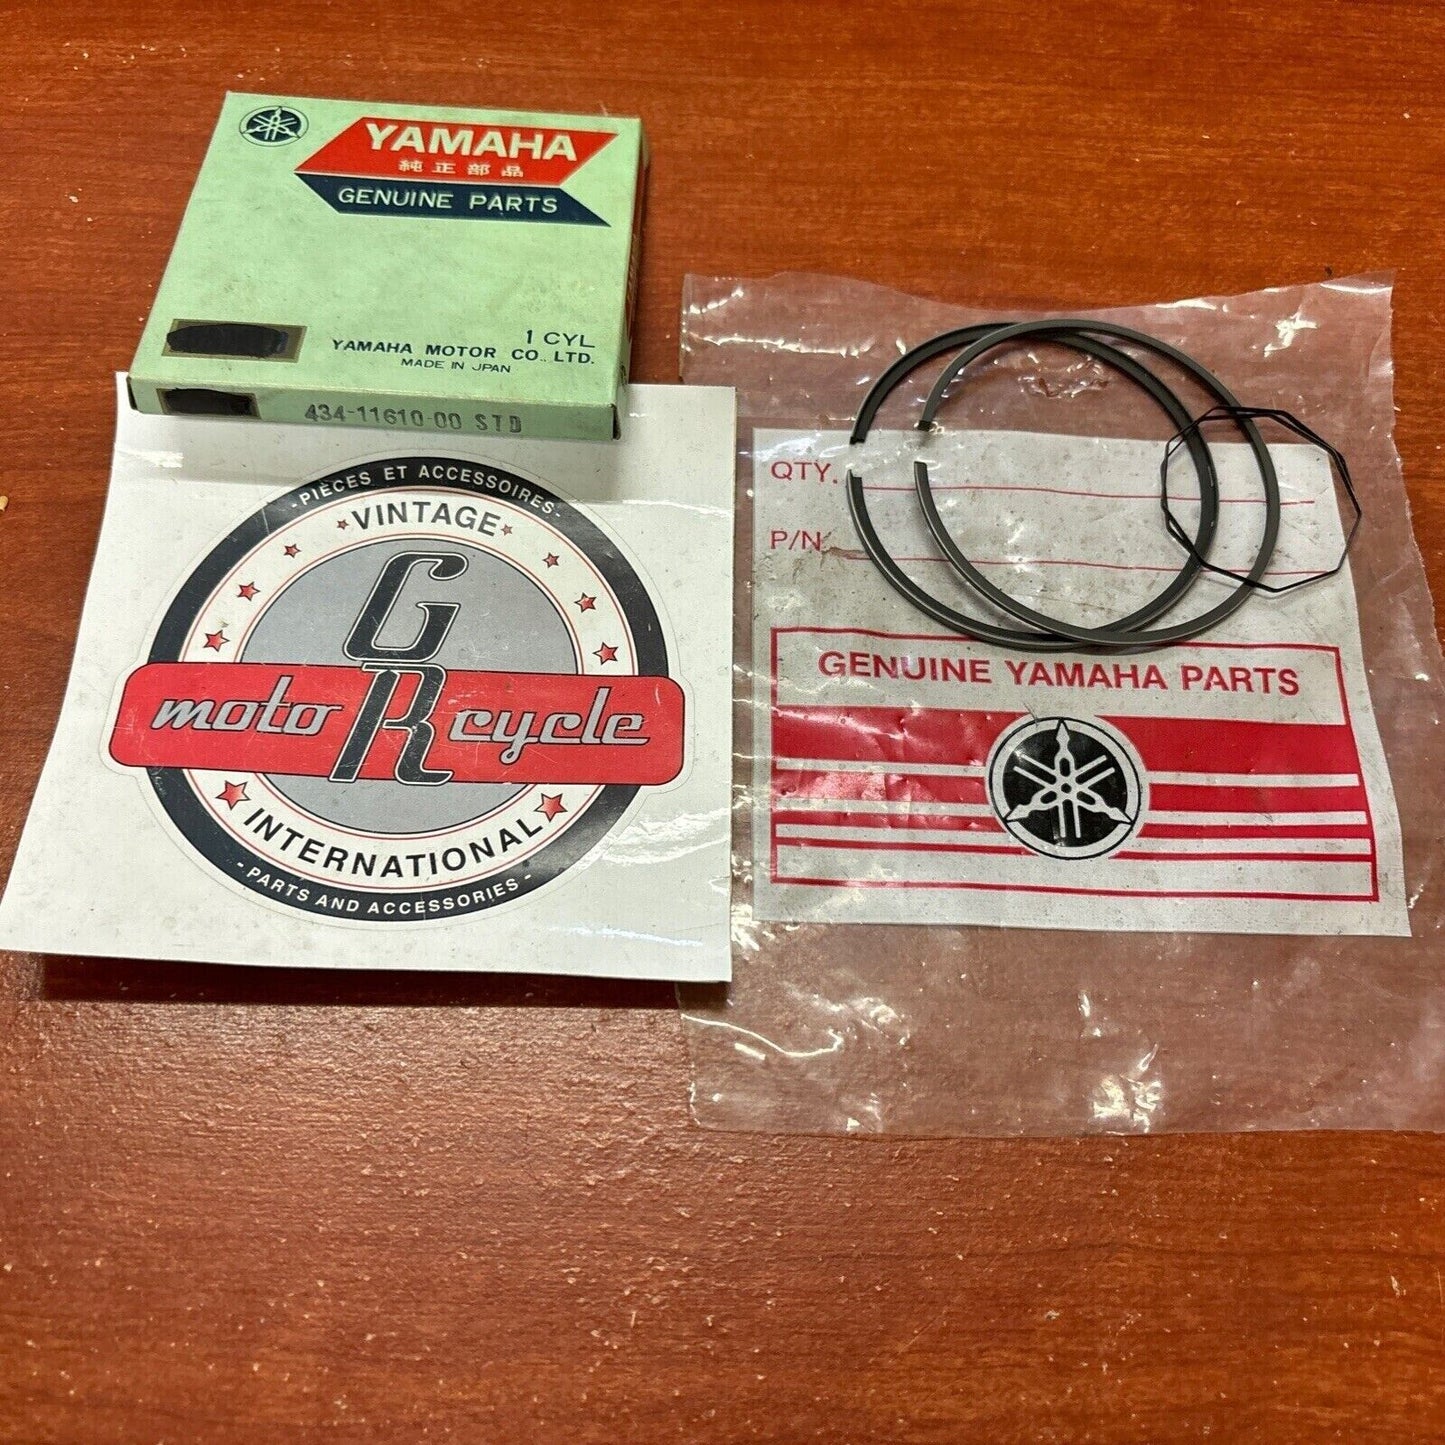 YAMAHA
純正部品
GENUINE PARTS
1 CYL
YAMAHA MOTOR CO., LTD.
MADE IN JAPAN
434-11610-00 STD
- PIÈCES ET ACCESSOIRES -
VINTAGE
G
moto R cycle
INTERNATIONAL
- PARTS AND ACCESSORIES -
QTY.
P/N
GENUINE YAMAHA PARTS